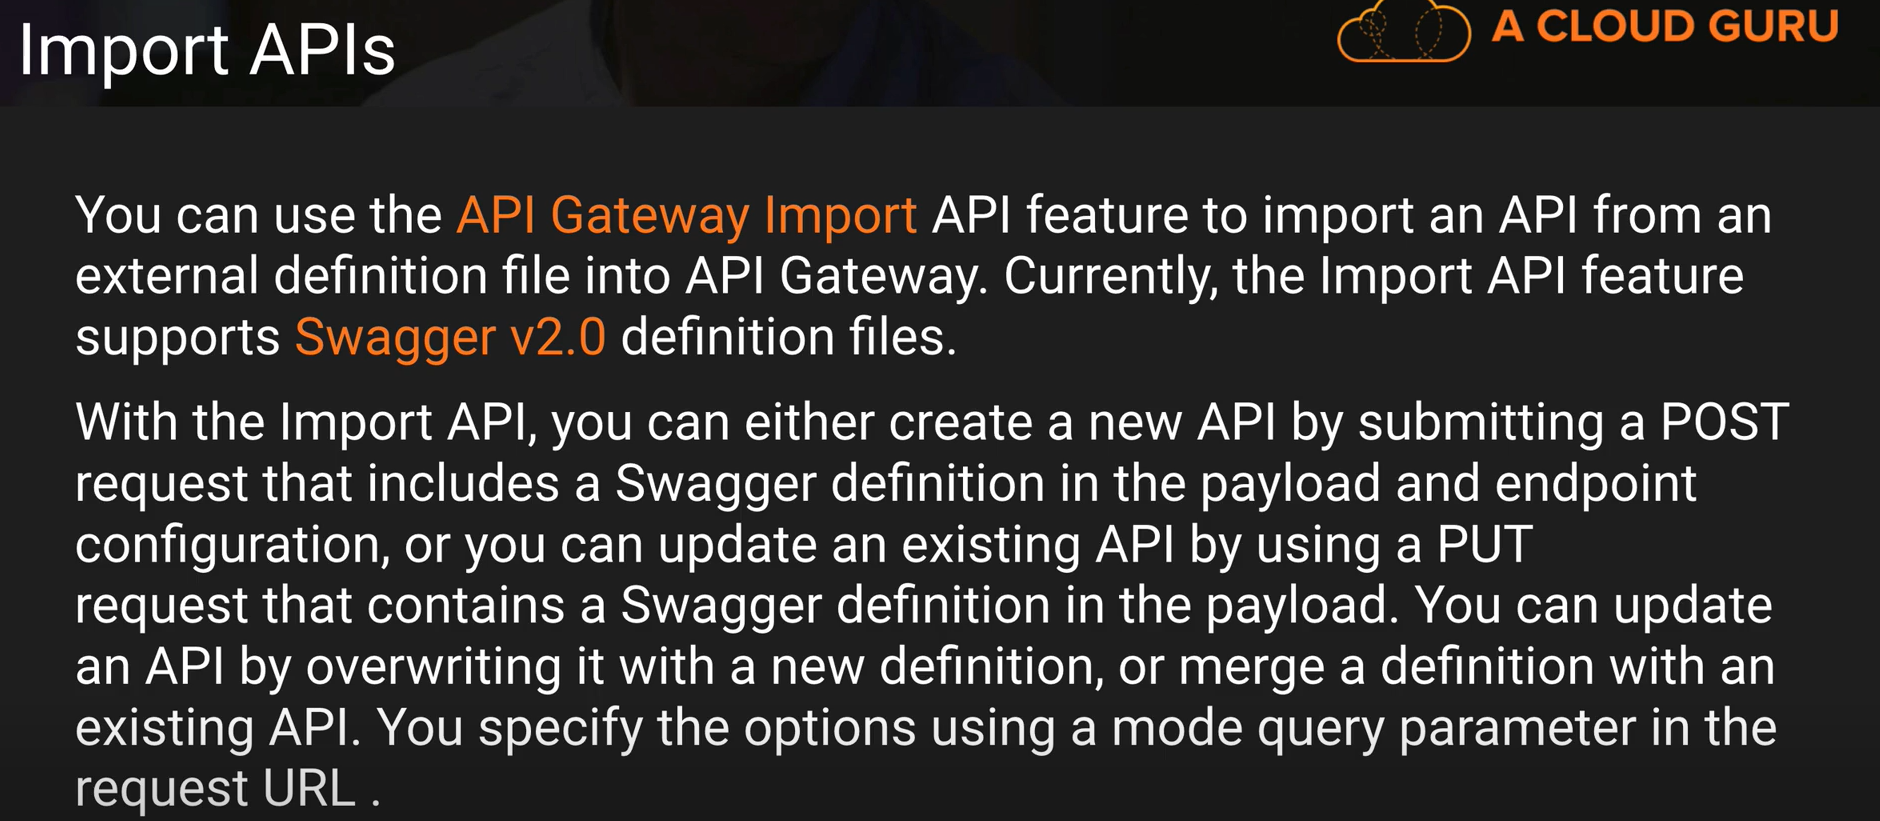 Import APIs
A CLOUD GURU
You can use the API Gateway Import API feature to import an API from an
external definition file into API Gateway. Currently, the Import API feature
supports Swagger v2.0 definition files.
With the Import API, you can either create a new API by submitting a POST
request that includes a Swagger definition in the payload and endpoint
configuration, or you can update an existing API by using a PUT
request that contains a Swagger definition in the payload. You can update
an API by overwriting it with a new definition, or merge a definition with an
existing API. You specify the options using a mode query parameter in the
request URL .